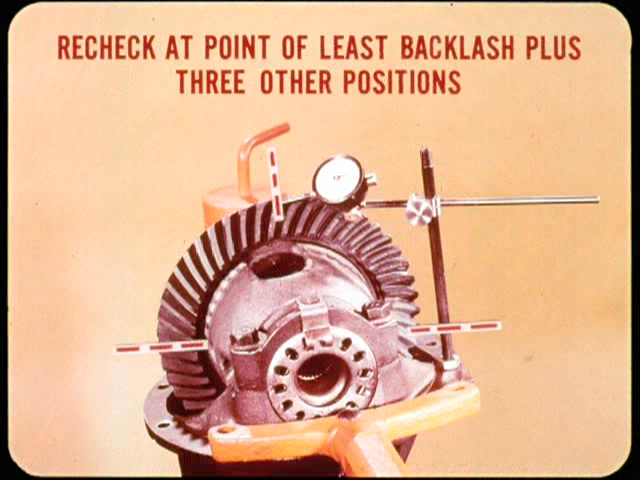 RECHECK AT POINT OF LEAST BACKLASH PLUS
THREE OTHER POSITIONS